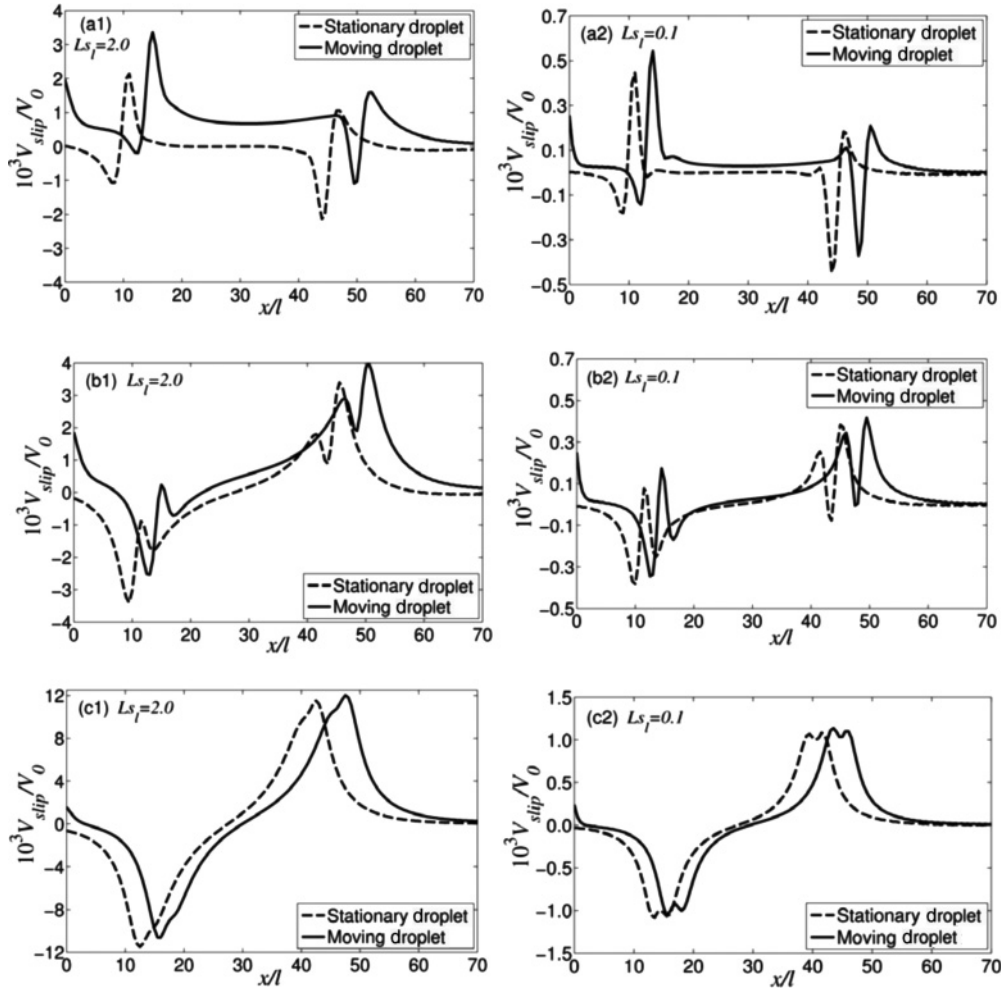 (a1)
Ls_l=2.0
Stationary droplet
Moving droplet
10^3V_slip/V_0
4
3
2
1
0
−1
−2
−3
−4
0 10 20 30 40 50 60 70
x/l
(a2) Ls_l=0.1
Stationary droplet
Moving droplet
10^3V_slip/V_0
0.7
0.5
0.3
0.1
−0.1
−0.3
−0.5
0 10 20 30 40 50 60 70
x/l
(b1) Ls_l=2.0
Stationary droplet
Moving droplet
10^3V_slip/V_0
4
3
2
1
0
−1
−2
−3
−4
0 10 20 30 40 50 60 70
x/l
(b2) Ls_l=0.1
Stationary droplet
Moving droplet
10^3V_slip/V_0
0.7
0.5
0.3
0.1
−0.1
−0.3
−0.5
0 10 20 30 40 50 60 70
x/l
(c1) Ls_l=2.0
Stationary droplet
Moving droplet
10^3V_slip/V_0
12
8
4
0
−4
−8
−12
0 10 20 30 40 50 60 70
x/l
(c2) Ls_l=0.1
Stationary droplet
Moving droplet
10^3V_slip/V_0
1.5
1.0
0.5
0.0
−0.5
−1.0
−1.5
0 10 20 30 40 50 60 70
x/l